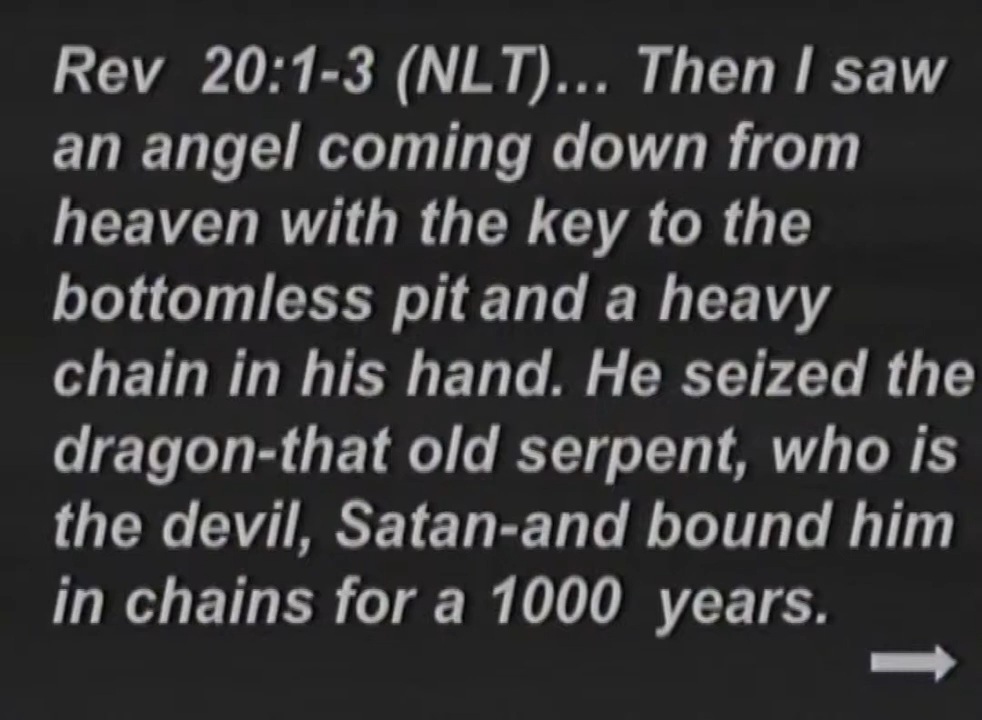 Rev 20:1-3 (NLT)... Then I saw
an angel coming down from
heaven with the key to the
bottomless pit and a heavy
chain in his hand. He seized the
dragon-that old serpent, who is
the devil, Satan-and bound him
in chains for a 1000 years.